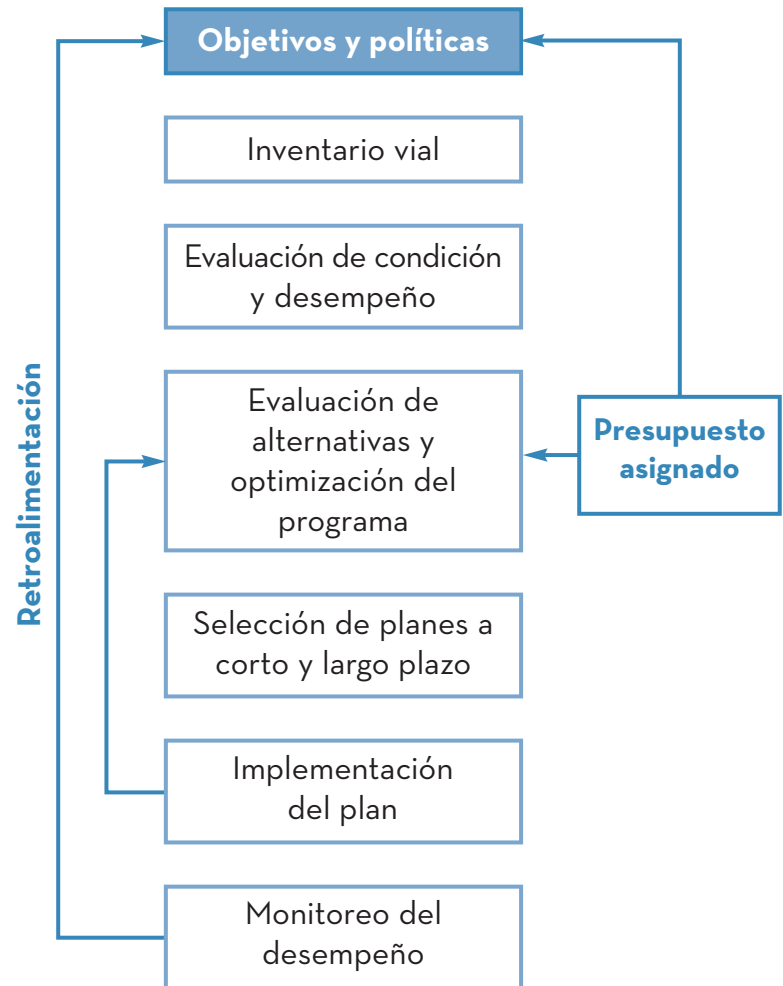 Objetivos y políticas
Inventario vial
Evaluación de condición
y desempeño
Evaluación de
alternativas y
optimización del
programa
Presupuesto
asignado
Selección de planes a
corto y largo plazo
Implementación
del plan
Monitoreo del
desempeño
Retroalimentación